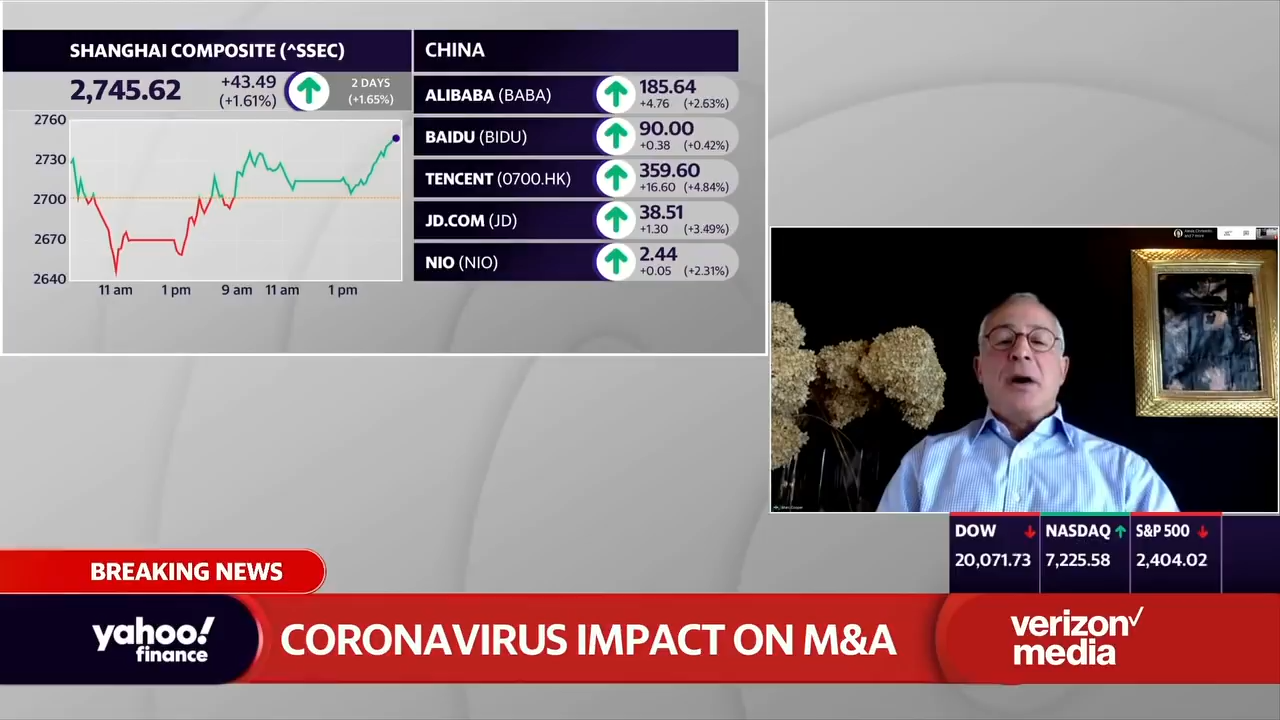 SHANGHAI COMPOSITE (^SSEC)
2,745.62
+43.49
(+1.61%)
2 DAYS
(+1.65%)
2760
2730
2700
2670
2640
11 am
1 pm
9 am
11 am
1 pm
CHINA
ALIBABA (BABA)
185.64
+4.76 (+2.63%)
BAIDU (BIDU)
90.00
+0.38 (+0.42%)
TENCENT (0700.HK)
359.60
+16.60 (+4.84%)
JD.COM (JD)
38.51
+1.30 (+3.49%)
NIO (NIO)
2.44
+0.05 (+2.31%)
DOW
20,071.73
NASDAQ
7,225.58
S&P 500
2,404.02
BREAKING NEWS
yahoo!
finance
CORONAVIRUS IMPACT ON M&A
verizon✓
media